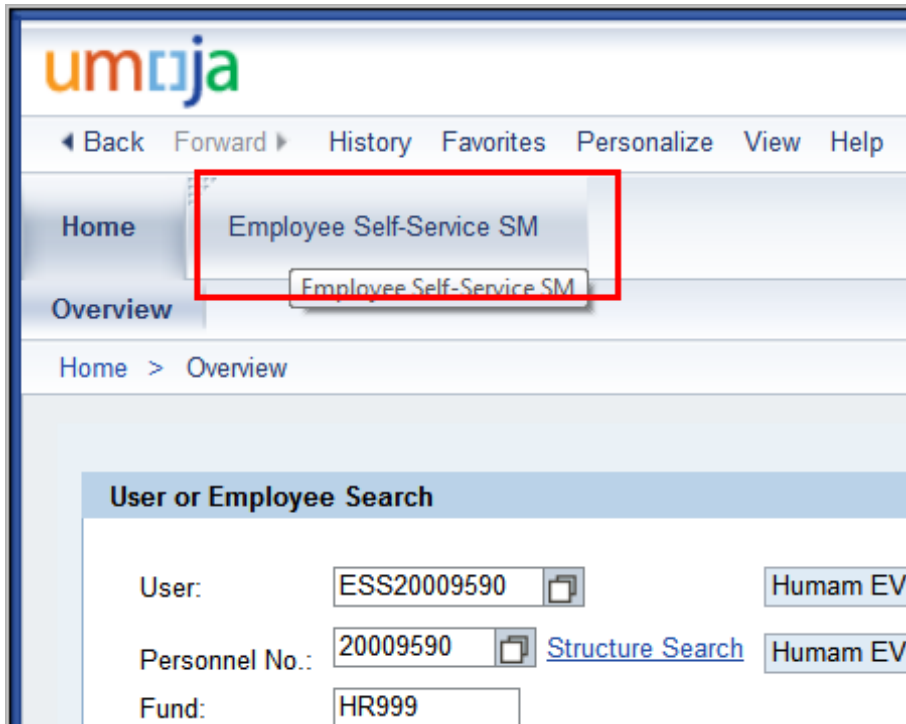 umoja
Back Forward History Favorites Personalize View Help
Home Employee Self-Service SM
Employee Self-Service SM
Overview
Home > Overview
User or Employee Search
User: ESS20009590 Humam EV
Personnel No.: 20009590 Structure Search Humam EV
Fund: HR999